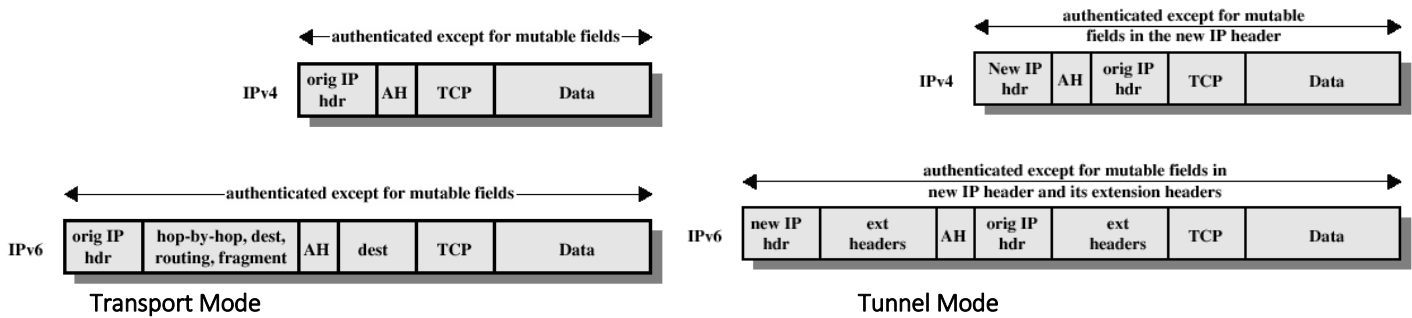 authenticated except for mutable fields
IPv4
orig IP
hdr
AH
TCP
Data
authenticated except for mutable fields
IPv6
orig IP
hdr
hop-by-hop, dest,
routing, fragment
AH
dest
TCP
Data
Transport Mode
authenticated except for mutable
fields in the new IP header
IPv4
New IP
hdr
AH
orig IP
hdr
TCP
Data
authenticated except for mutable fields in
new IP header and its extension headers
IPv6
new IP
hdr
ext
headers
AH
orig IP
hdr
ext
headers
TCP
Data
Tunnel Mode